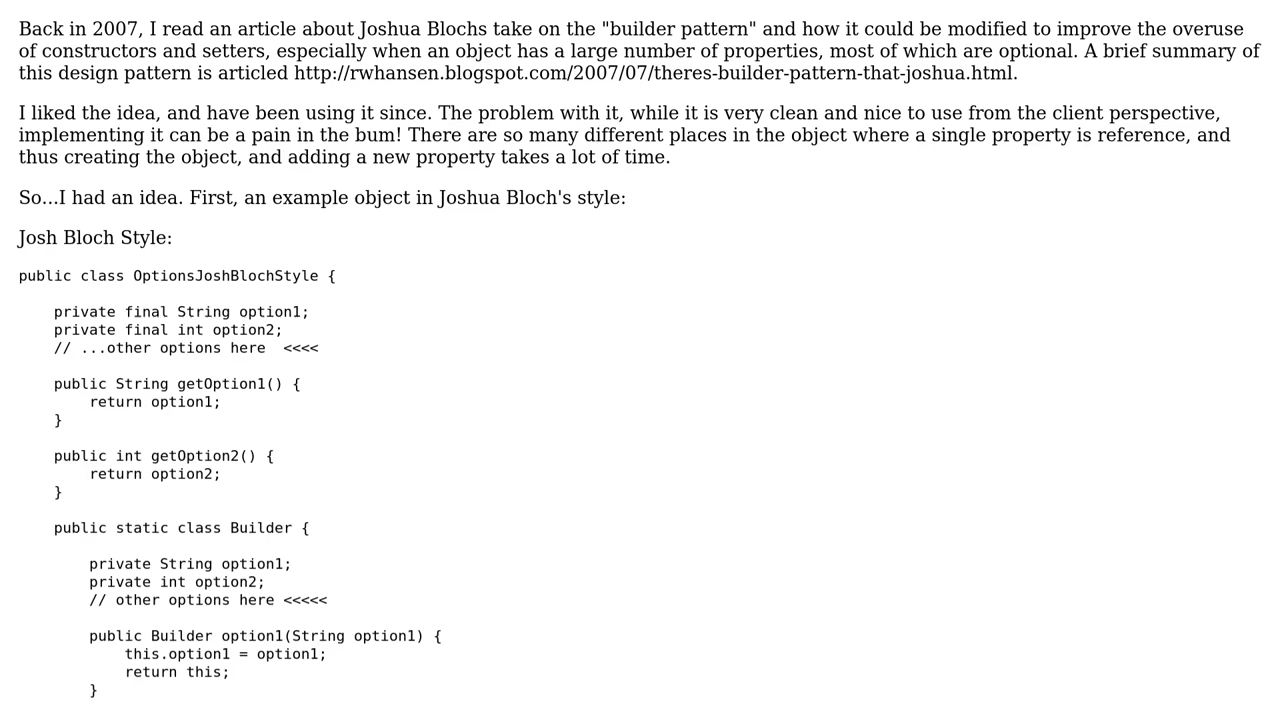 Back in 2007, I read an article about Joshua Blochs take on the "builder pattern" and how it could be modified to improve the overuse
of constructors and setters, especially when an object has a large number of properties, most of which are optional. A brief summary of
this design pattern is articled http://rwhansen.blogspot.com/2007/07/theres-builder-pattern-that-joshua.html.
I liked the idea, and have been using it since. The problem with it, while it is very clean and nice to use from the client perspective,
implementing it can be a pain in the bum! There are so many different places in the object where a single property is reference, and
thus creating the object, and adding a new property takes a lot of time.
So...I had an idea. First, an example object in Joshua Bloch's style:
Josh Bloch Style:
public class OptionsJoshBlochStyle {
    private final String option1;
    private final int option2;
    // ...other options here  <<<<
    public String getOption1() {
        return option1;
    }
    public int getOption2() {
        return option2;
    }
    public static class Builder {
        private String option1;
        private int option2;
        // other options here <<<<<
        public Builder option1(String option1) {
            this.option1 = option1;
            return this;
        }